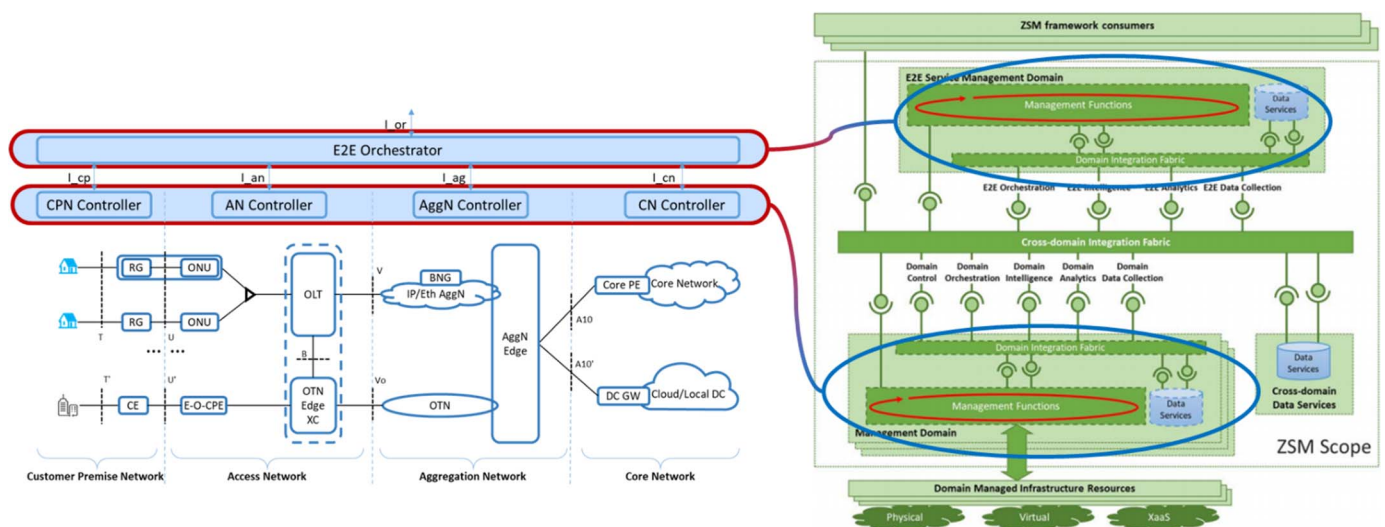 I_or
E2E Orchestrator
I_cp
I_an
I_ag
I_cn
CPN Controller
AN Controller
AggN Controller
CN Controller
RG
ONU
RG
ONU
T
U
... ...
OLT
B
OTN
Edge
XC
V
BNG
IP/Eth AggN
AggN
Edge
A10
A10'
Core PE
Core Network
DC GW
Cloud/Local DC
T'
CE
U'
E-O-CPE
Vo
OTN
Customer Premise Network
Access Network
Aggregation Network
Core Network
ZSM framework consumers
E2E Service Management Domain
Management Functions
Data
Services
Domain Integration Fabric
E2E Orchestration
E2E Intelligence
E2E Analytics
E2E Data Collection
Cross-domain Integration Fabric
Domain
Control
Domain
Orchestration
Domain
Intelligence
Domain
Analytics
Domain
Data Collection
Domain Integration Fabric
Management Functions
Data
Services
Management Domain
Data
Services
Cross-domain
Data Services
ZSM Scope
Domain Managed Infrastructure Resources
Physical
Virtual
XaaS